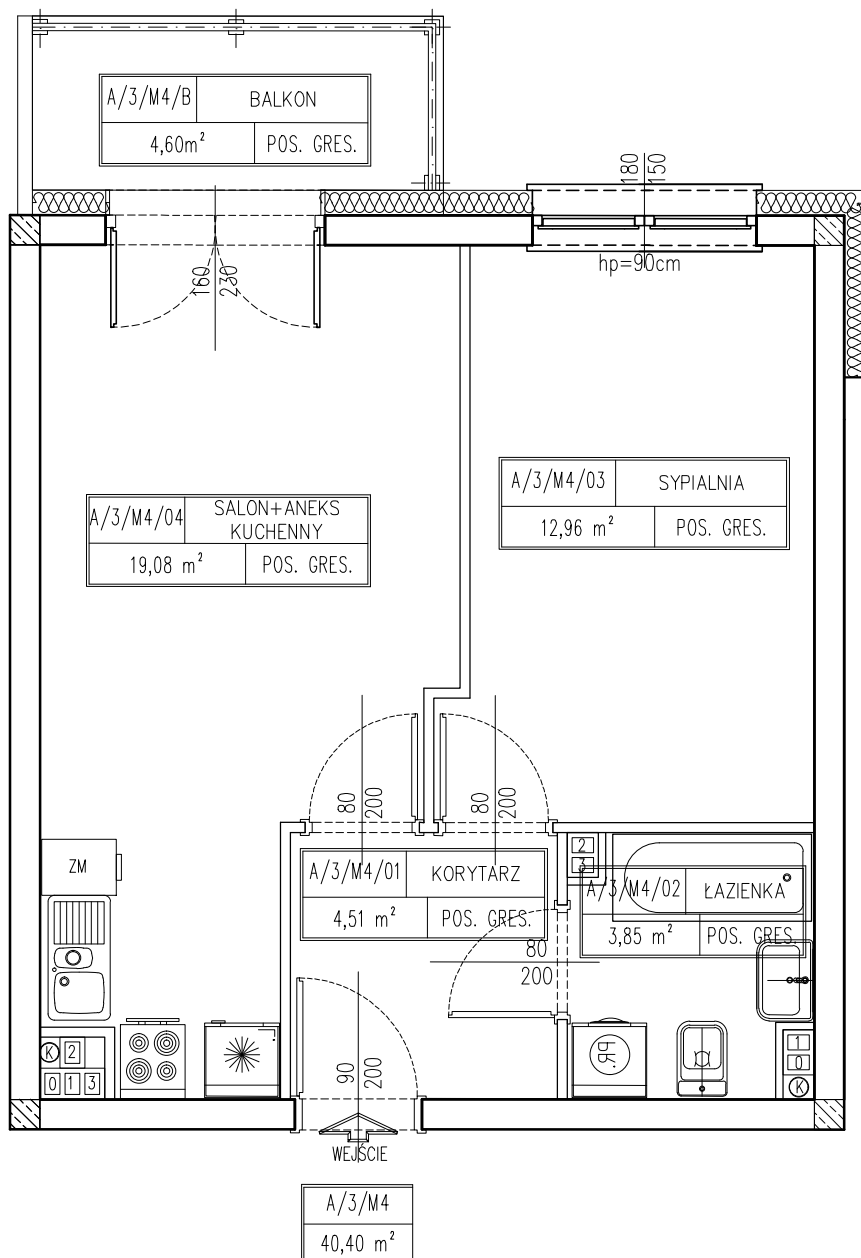 A/3/M4/B BALKON
4,60m² POS. GRES.
180
150
hp=90cm
160
230
A/3/M4/03 SYPIALNIA
12,96 m² POS. GRES.
A/3/M4/04 SALON+ANEKS
KUCHENNY
19,08 m² POS. GRES.
80
200
80
200
ZM
A/3/M4/01 KORYTARZ
4,51 m² POS. GRES.
2
3
A/3/M4/02 ŁAZIENKA
3,85 m² POS. GRES.
80
200
K 2
0 1 3
90
200
PR.
1
0
K
WEJŚCIE
A/3/M4
40,40 m²